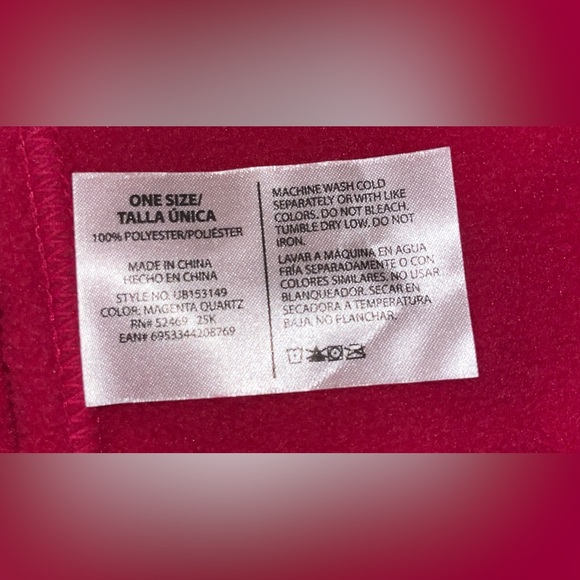 ONE SIZE/
TALLA ÚNICA
100% POLYESTER/POLIÉSTER
MADE IN CHINA
HECHO EN CHINA
STYLE NO. UB153149
COLOR: MAGENTA QUARTZ
RN# 52469 25K
EAN# 6953344208769
MACHINE WASH COLD
SEPARATELY OR WITH LIKE
COLORS. DO NOT BLEACH.
TUMBLE DRY LOW. DO NOT
IRON.
LAVAR A MÁQUINA EN AGUA
FRÍA SEPARADAMENTE O CON
COLORES SIMILARES. NO USAR
BLANQUEADOR. SECAR EN
SECADORA A TEMPERATURA
BAJA. NO PLANCHAR.